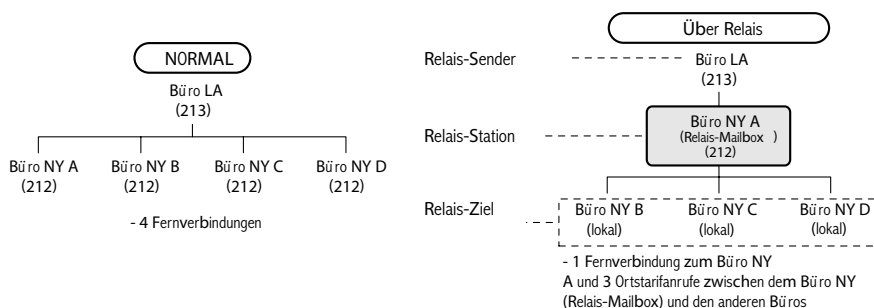 NORMAL
Büro LA
(213)
Büro NY A
(212)
Büro NY B
(212)
Büro NY C
(212)
Büro NY D
(212)
- 4 Fernverbindungen
Über Relais
Relais-Sender
Büro LA
(213)
Relais-Station
Büro NY A
(Relais-Mailbox )
(212)
Relais-Ziel
Büro NY B
(lokal)
Büro NY C
(lokal)
Büro NY D
(lokal)
- 1 Fernverbindung zum Büro NY
A und 3 Ortstarifanrufe zwischen dem Büro NY
(Relais-Mailbox) und den anderen Büros